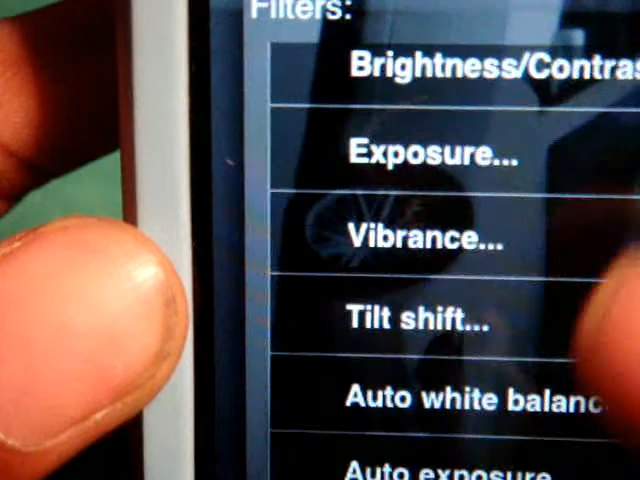 Filters:
Brightness/Contras
Exposure...
Vibrance...
Tilt shift...
Auto white balanc
Auto exposure